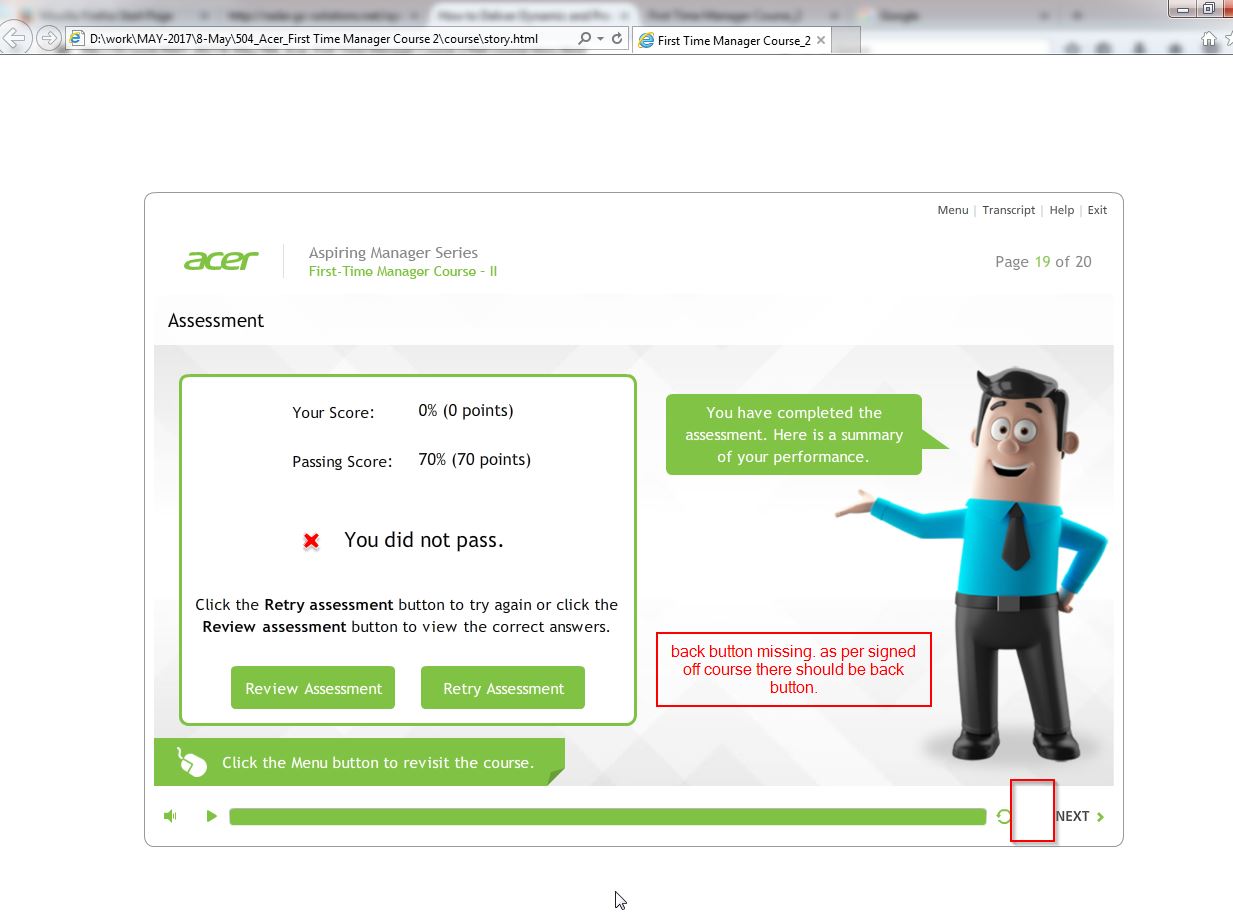 D:\work\MAY-2017\8-May\504_Acer_First Time Manager Course 2\course\story.html
First Time Manager Course_2
Menu | Transcript | Help | Exit
acer
Aspiring Manager Series
First-Time Manager Course - II
Page 19 of 20
Assessment
Your Score: 0% (0 points)
Passing Score: 70% (70 points)
You did not pass.
Click the Retry assessment button to try again or click the
Review assessment button to view the correct answers.
Review Assessment
Retry Assessment
You have completed the
assessment. Here is a summary
of your performance.
back button missing. as per signed
off course there should be back
button.
Click the Menu button to revisit the course.
NEXT